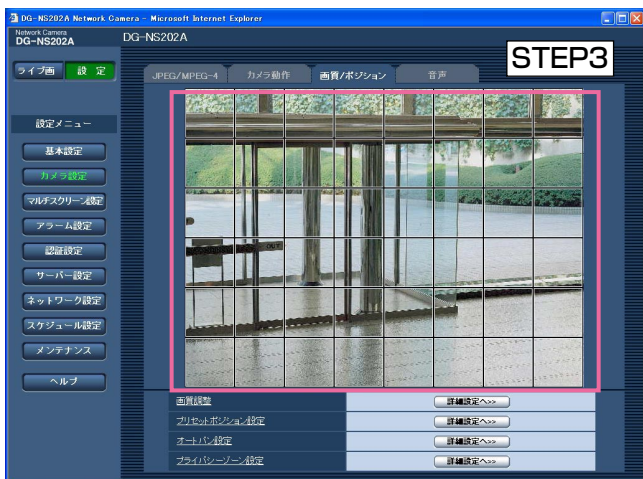 DG-NS202A Network Camera - Microsoft Internet Explorer
Network Camera
DG-NS202A
DG-NS202A
STEP3
ライブ画 設 定
JPEG/MPEG-4 カメラ動作 画質/ポジション 音声
設定メニュー
基本設定
カメラ設定
マルチスクリーン設定
アラーム設定
認証設定
サーバー設定
ネットワーク設定
スケジュール設定
メンテナンス
ヘルプ
OUT
画質調整 詳細設定へ>>
プリセットポジション設定 詳細設定へ>>
オートパン設定 詳細設定へ>>
プライバシーゾーン設定 詳細設定へ>>